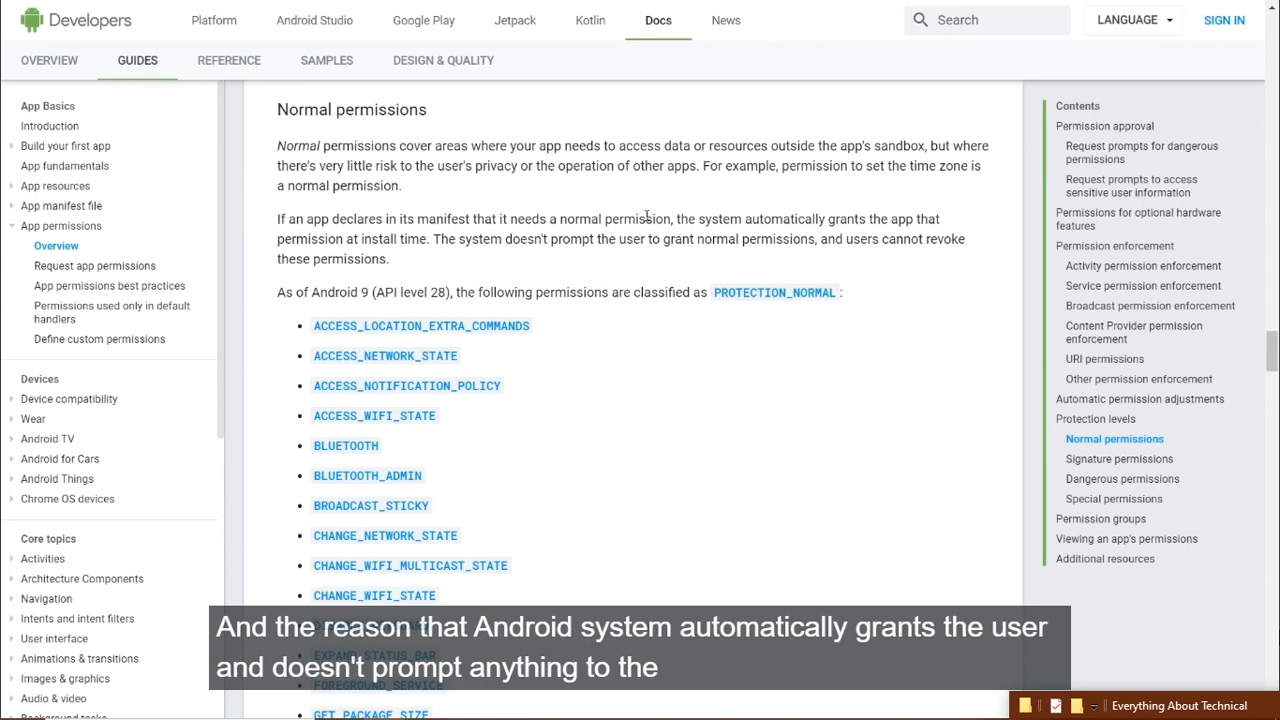 Developers
Platform
Android Studio
Google Play
Jetpack
Kotlin
Docs
News
Search
LANGUAGE
SIGN IN
OVERVIEW
GUIDES
REFERENCE
SAMPLES
DESIGN & QUALITY
App Basics
Introduction
Build your first app
App fundamentals
App resources
App manifest file
App permissions
Overview
Request app permissions
App permissions best practices
Permissions used only in default
handlers
Define custom permissions
Devices
Device compatibility
Wear
Android TV
Android for Cars
Android Things
Chrome OS devices
Core topics
Activities
Architecture Components
Navigation
Intents and intent filters
User interface
Animations & transitions
Images & graphics
Audio & video
Background tasks
Normal permissions
Normal permissions cover areas where your app needs to access data or resources outside the app's sandbox, but where
there's very little risk to the user's privacy or the operation of other apps. For example, permission to set the time zone is
a normal permission.
If an app declares in its manifest that it needs a normal permission, the system automatically grants the app that
permission at install time. The system doesn't prompt the user to grant normal permissions, and users cannot revoke
these permissions.
As of Android 9 (API level 28), the following permissions are classified as PROTECTION_NORMAL :
ACCESS_LOCATION_EXTRA_COMMANDS
ACCESS_NETWORK_STATE
ACCESS_NOTIFICATION_POLICY
ACCESS_WIFI_STATE
BLUETOOTH
BLUETOOTH_ADMIN
BROADCAST_STICKY
CHANGE_NETWORK_STATE
CHANGE_WIFI_MULTICAST_STATE
CHANGE_WIFI_STATE
EXPAND_STATUS_BAR
FOREGROUND_SERVICE
GET_PACKAGE_SIZE
And the reason that Android system automatically grants the user
and doesn't prompt anything to the
Contents
Permission approval
Request prompts for dangerous
permissions
Request prompts to access
sensitive user information
Permissions for optional hardware
features
Permission enforcement
Activity permission enforcement
Service permission enforcement
Broadcast permission enforcement
Content Provider permission
enforcement
URI permissions
Other permission enforcement
Automatic permission adjustments
Protection levels
Normal permissions
Signature permissions
Dangerous permissions
Special permissions
Permission groups
Viewing an app's permissions
Additional resources
Everything About Technical